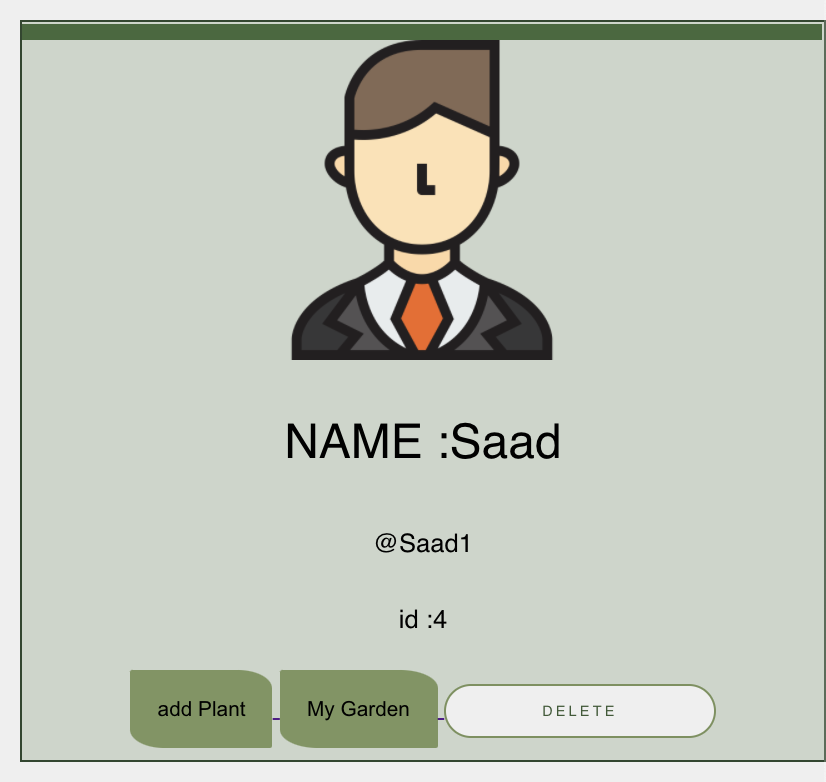 NAME :Saad
@Saad1
id :4
add Plant My Garden DELETE